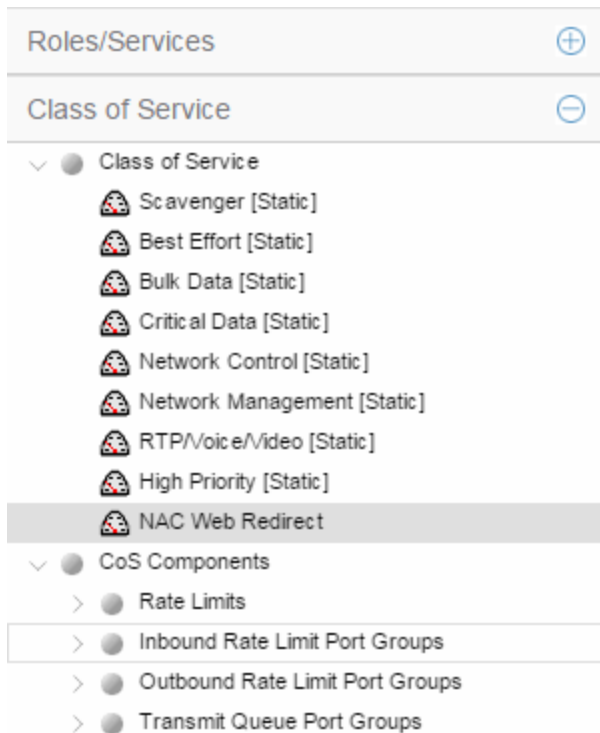 Roles/Services
Class of Service
Class of Service
Scavenger [Static]
Best Effort [Static]
Bulk Data [Static]
Critical Data [Static]
Network Control [Static]
Network Management [Static]
RTP/Voice/Video [Static]
High Priority [Static]
NAC Web Redirect
CoS Components
Rate Limits
Inbound Rate Limit Port Groups
Outbound Rate Limit Port Groups
Transmit Queue Port Groups